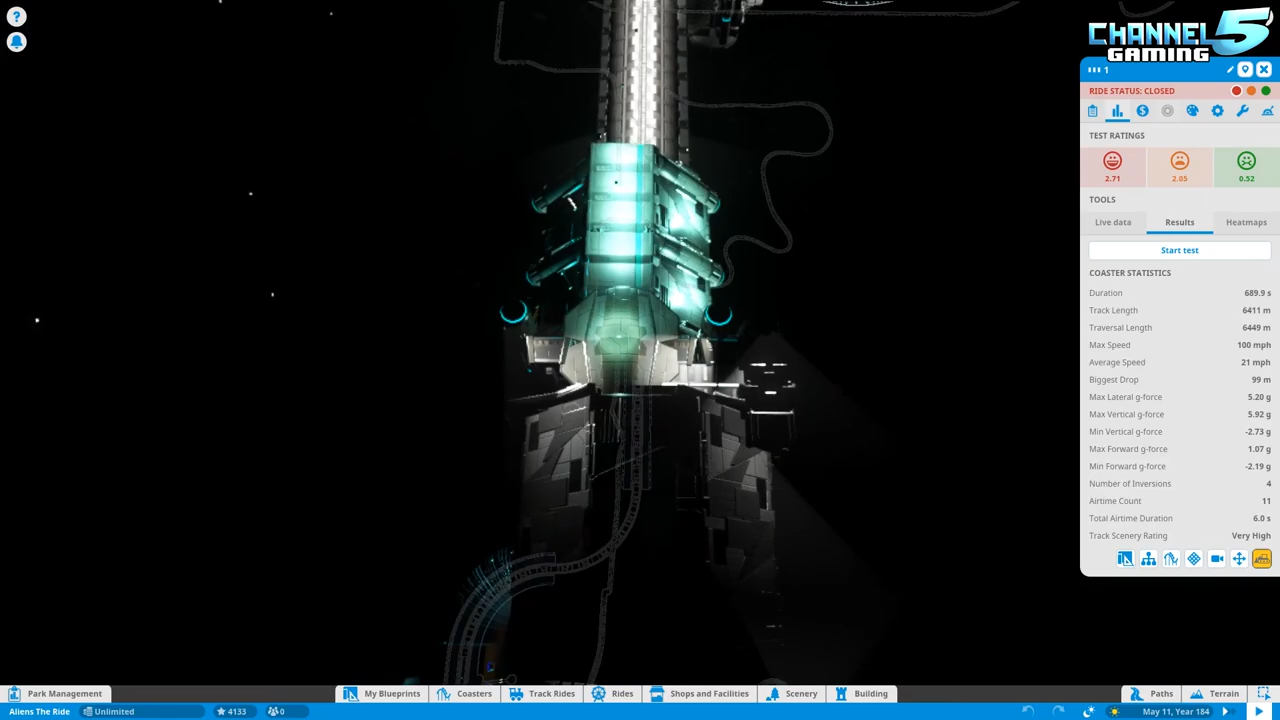 ?
CHANNEL 5
GAMING
1
RIDE STATUS: CLOSED
TEST RATINGS
2.71 2.05 0.52
TOOLS
Live data Results Heatmaps
Start test
COASTER STATISTICS
Duration 689.9 s
Track Length 6411 m
Traversal Length 6449 m
Max Speed 100 mph
Average Speed 21 mph
Biggest Drop 99 m
Max Lateral g-force 5.20 g
Max Vertical g-force 5.92 g
Min Vertical g-force -2.73 g
Max Forward g-force 1.07 g
Min Forward g-force -2.19 g
Number of Inversions 4
Airtime Count 11
Total Airtime Duration 6.0 s
Track Scenery Rating Very High
Park Management My Blueprints Coasters Track Rides Rides Shops and Facilities Scenery Building Paths Terrain
Aliens The Ride Unlimited 4133 0 May 11, Year 184